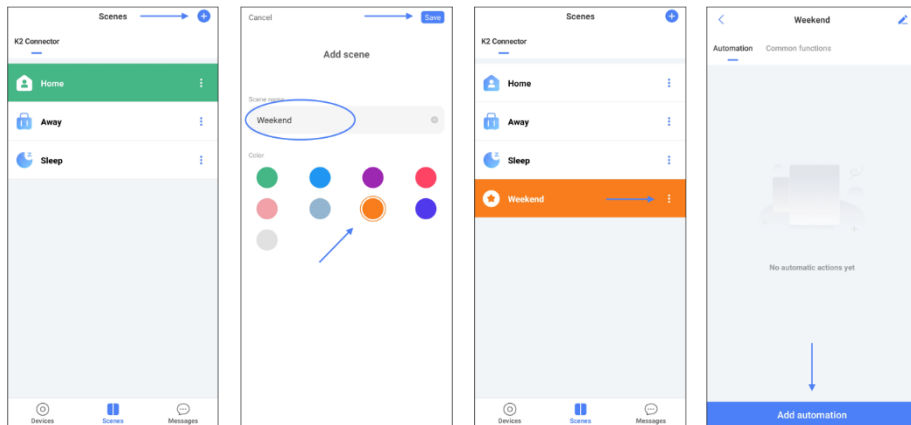 Scenes
K2 Connector
Home
Away
Sleep
Devices
Scenes
Messages
Cancel
Save
Add scene
Scene name
Weekend
Color
Scenes
K2 Connector
Home
Away
Sleep
Weekend
Devices
Scenes
Messages
Weekend
Automation Common functions
No automatic actions yet
Add automation